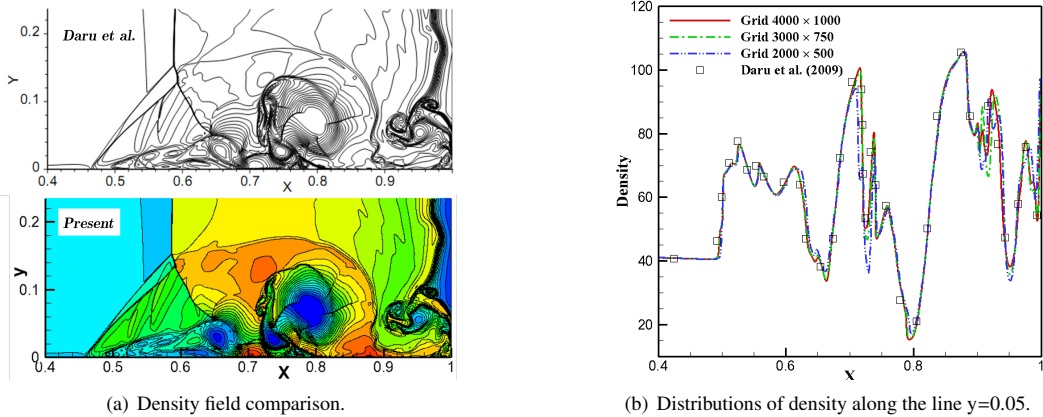 Daru et al.
Y
0.2
0.1
0
0.4 0.5 0.6 0.7 0.8 0.9 1
X
Present
y
0.2
0.1
0
0.4 0.5 0.6 0.7 0.8 0.9 1
X
(a) Density field comparison.
Grid 4000 × 1000
Grid 3000 × 750
Grid 2000 × 500
Daru et al. (2009)
Density
120
100
80
60
40
20
0.4 0.6 0.8 1
X
(b) Distributions of density along the line y=0.05.